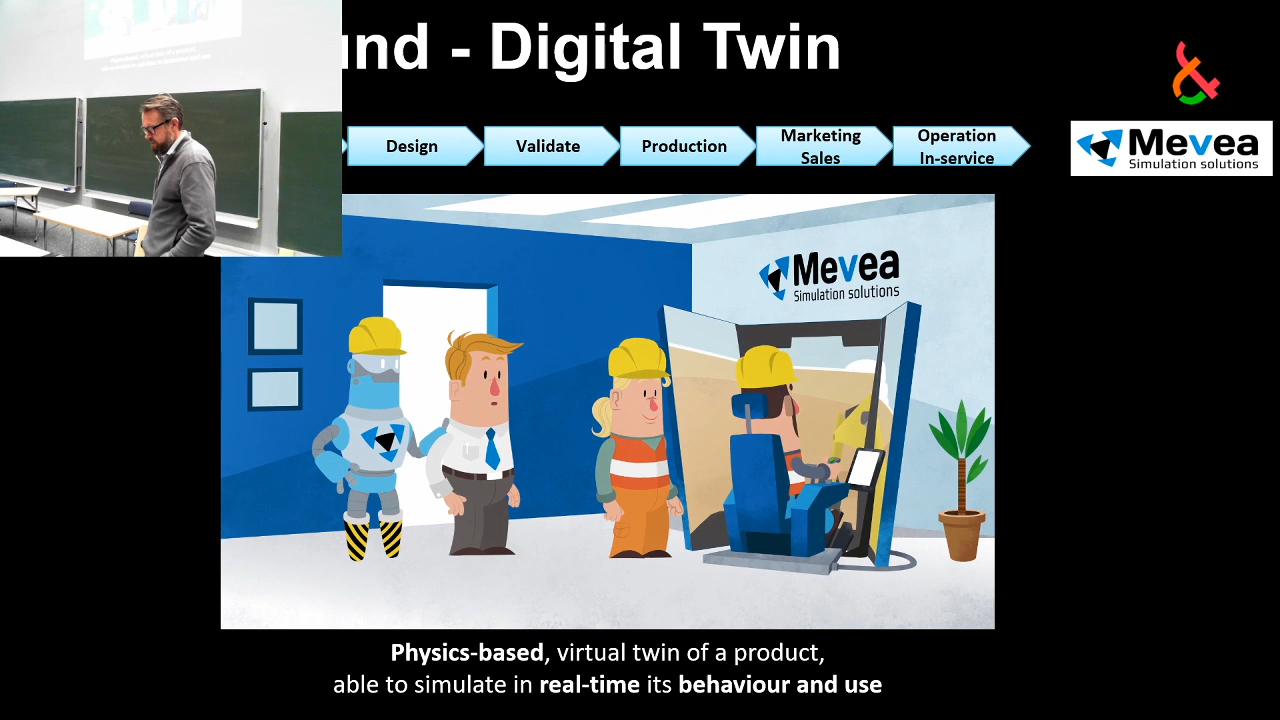 und - Digital Twin
&
Design
Validate
Production
Marketing
Sales
Operation
In-service
Mevea
Simulation solutions
Mevea
Simulation solutions
Physics-based, virtual twin of a product,
able to simulate in real-time its behaviour and use